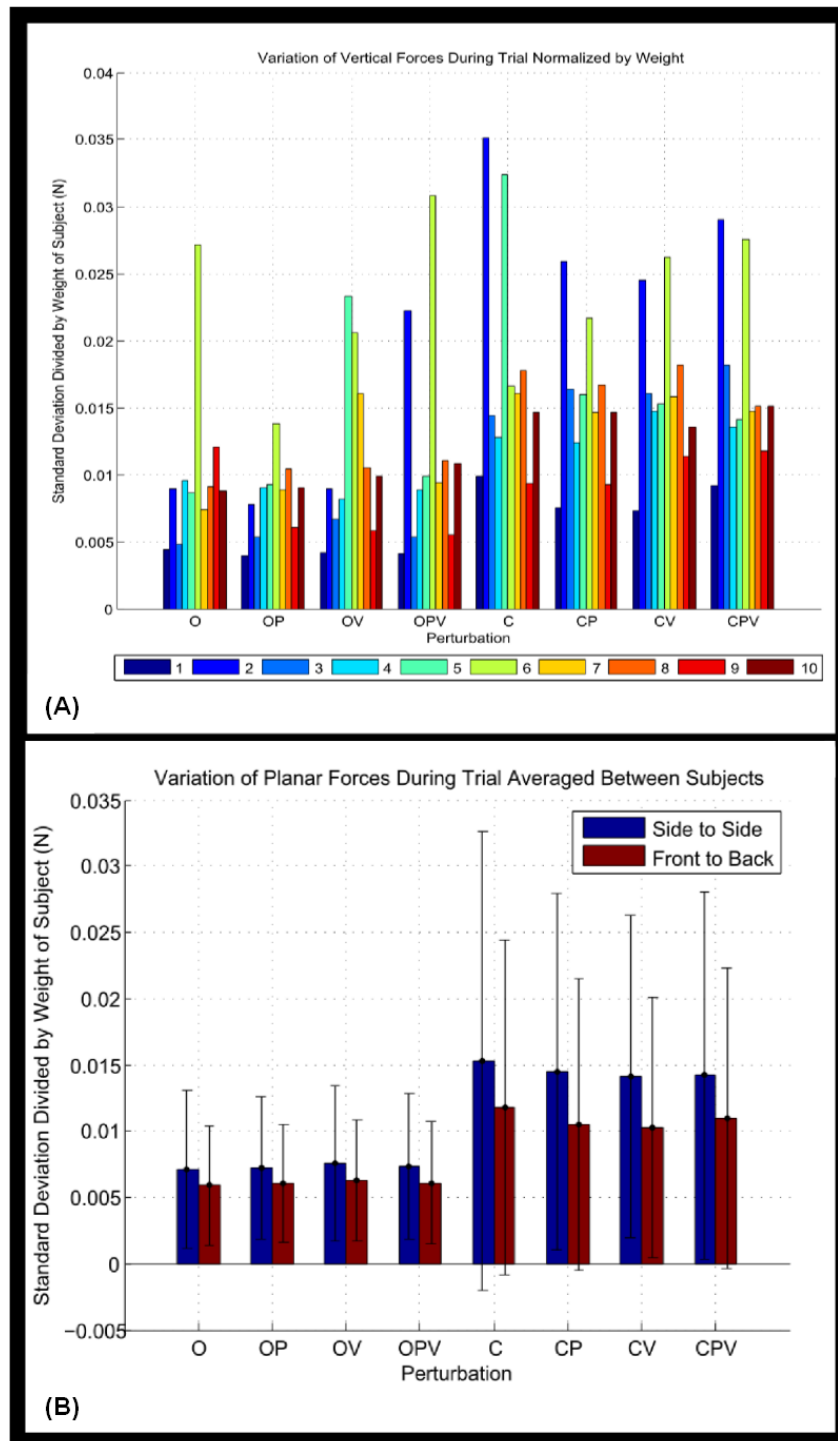 Variation of Vertical Forces During Trial Normalized by Weight
Standard Deviation Divided by Weight of Subject (N)
0.04
0.035
0.03
0.025
0.02
0.015
0.01
0.005
0
O OP OV OPV C CP CV CPV
Perturbation
1 2 3 4 5 6 7 8 9 10
(A)
Variation of Planar Forces During Trial Averaged Between Subjects
Standard Deviation Divided by Weight of Subject (N)
0.035
0.03
0.025
0.02
0.015
0.01
0.005
0
−0.005
Side to Side
Front to Back
O OP OV OPV C CP CV CPV
Perturbation
(B)